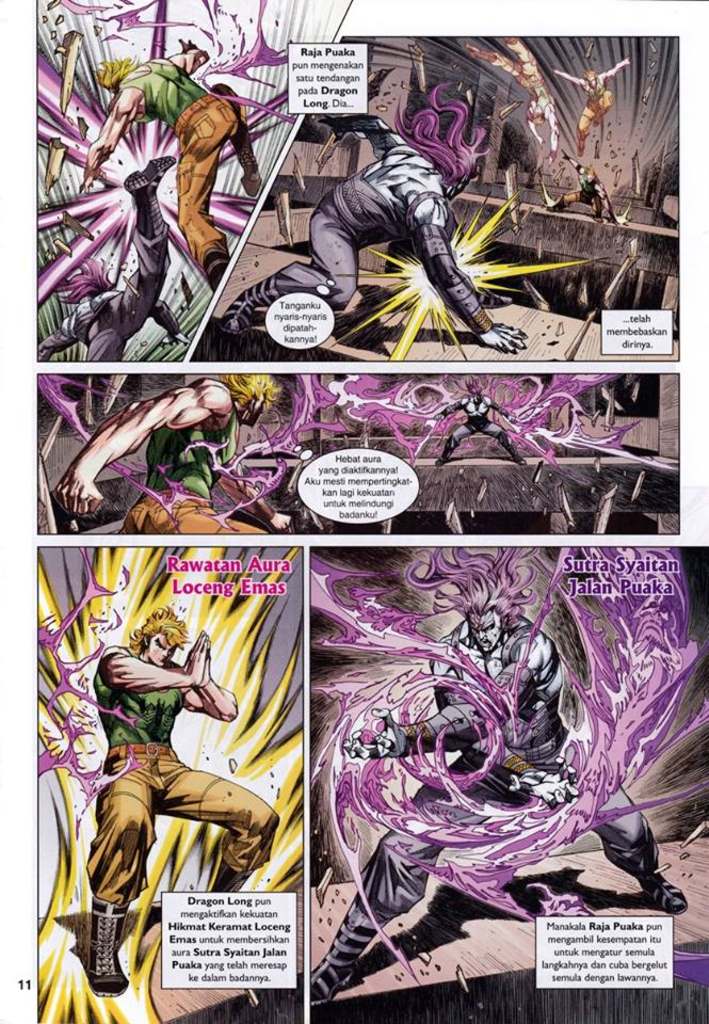 Raja Puaka
pun mengenakan
satu tendangan
pada Dragon
Long. Dia...
Tanganku
nyaris-nyaris
dipatah-
kannya!
...telah
membebaskan
dirinya.
Hebat aura
yang diaktifkannya!
Aku mesti mempertingkat-
kan lagi kekuatan
untuk melindungi
badanku!
Rawatan Aura
Loceng Emas
Dragon Long pun
mengaktifkan kekuatan
Hikmat Keramat Loceng
Emas untuk membersihkan
aura Sutra Syaitan Jalan
Puaka yang telah meresap
ke dalam badannya.
Sutra Syaitan
Jalan Puaka
Manakala Raja Puaka pun
mengambil kesempatan itu
untuk mengatur semula
langkahnya dan cuba bergelut
semula dengan lawannya.
11